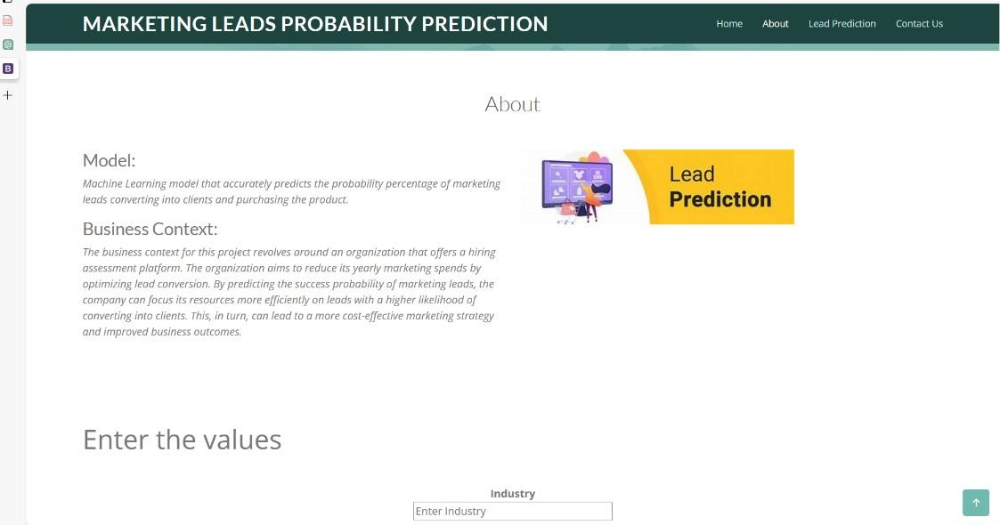 MARKETING LEADS PROBABILITY PREDICTION
Home About Lead Prediction Contact Us
About
Model:
Machine Learning model that accurately predicts the probability percentage of marketing
leads converting into clients and purchasing the product.
Business Context:
The business context for this project revolves around an organization that offers a hiring
assessment platform. The organization aims to reduce its yearly marketing spends by
optimizing lead conversion. By predicting the success probability of marketing leads, the
company can focus its resources more efficiently on leads with a higher likelihood of
converting into clients. This, in turn, can lead to a more cost-effective marketing strategy
and improved business outcomes.
Lead
Prediction
Enter the values
Industry
Enter Industry
B